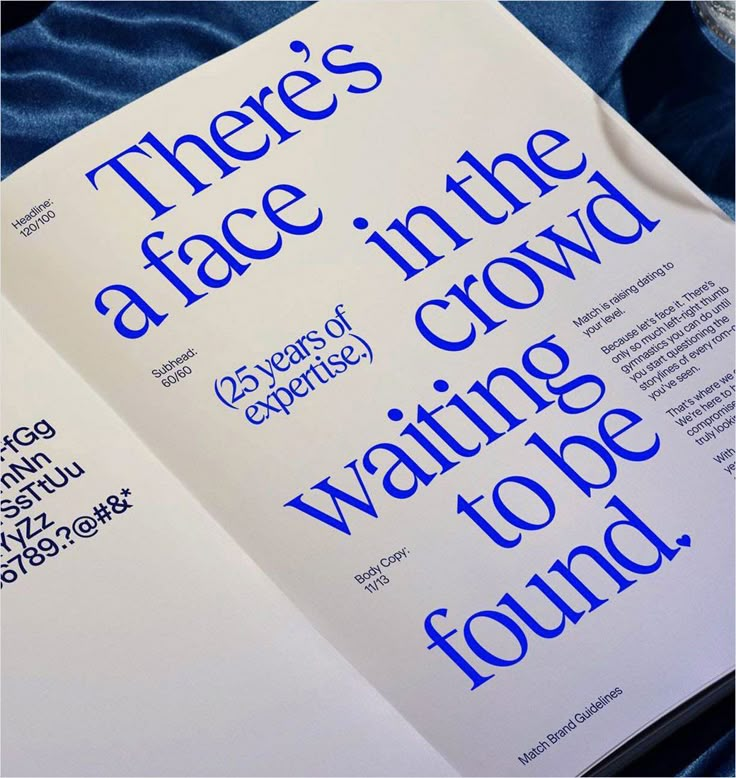 Headline:
120/100
There's
a face
in the
crowd
Subhead:
60/60
(25 years of
expertise.)
waiting
to be
found.
Body Copy:
11/13
Match is raising dating to
your level.
Because let's face it. There's
only so much left-right thumb
gymnastics you can do until
you start questioning the
storylines of every rom-
you've seen.
That's where we
We're here to
compromise
truly
With
Match Brand Guidelines
fGg
nNn
SsTtUu
YyZz
6789.?@#&*